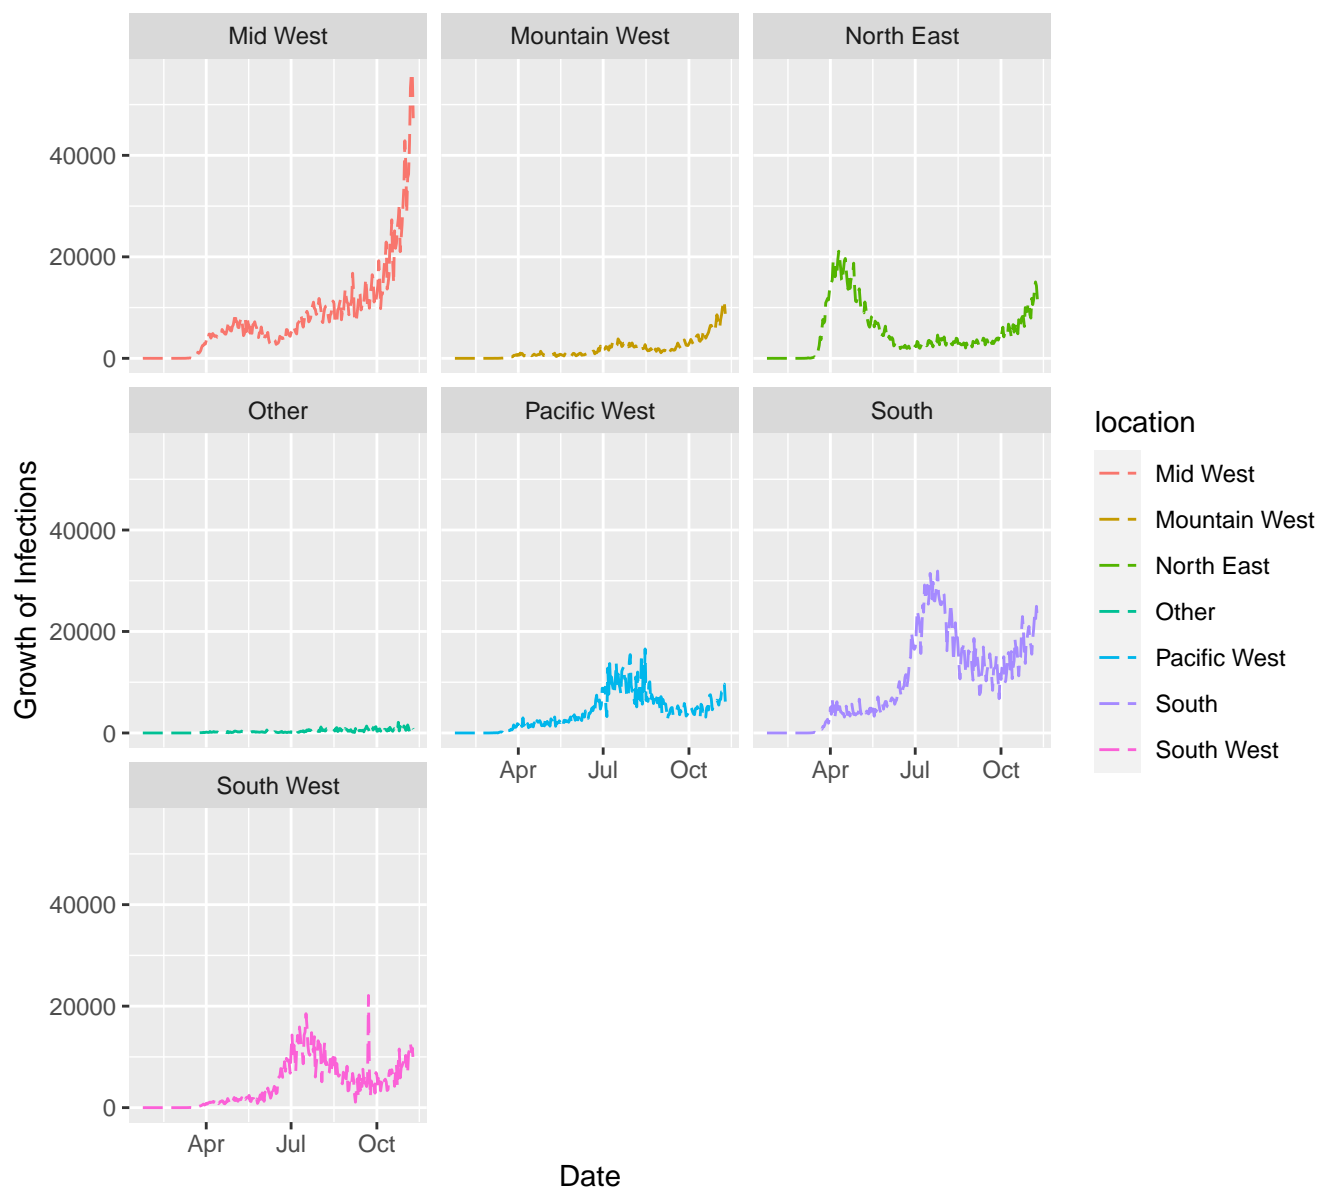 Mid West
Mountain West
North East
40000
20000
0
Other
Pacific West
South
40000
20000
0
Apr
Jul
Oct
Apr
Jul
Oct
South West
40000
20000
0
Apr
Jul
Oct
Growth of Infections
Date
location
Mid West
Mountain West
North East
Other
Pacific West
South
South West